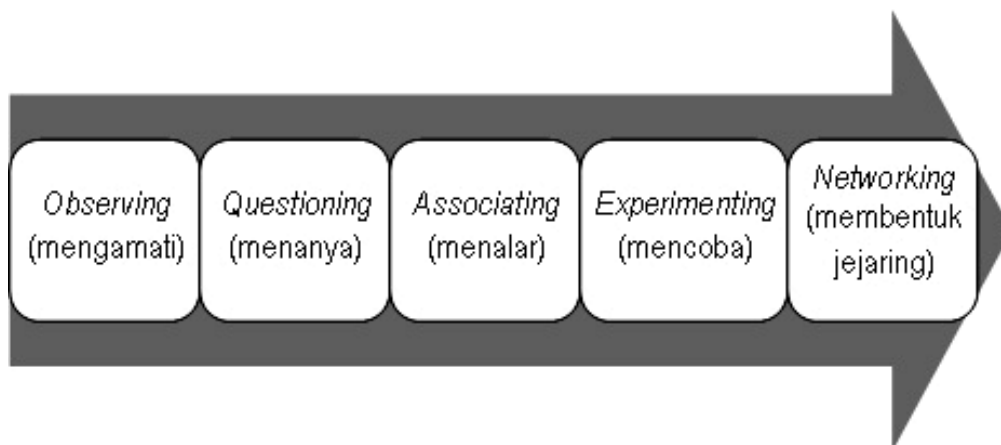 Observing
(mengamati)
Questioning
(menanya)
Associating
(menalar)
Experimenting
(mencoba)
Networking
(membentuk
jejaring)